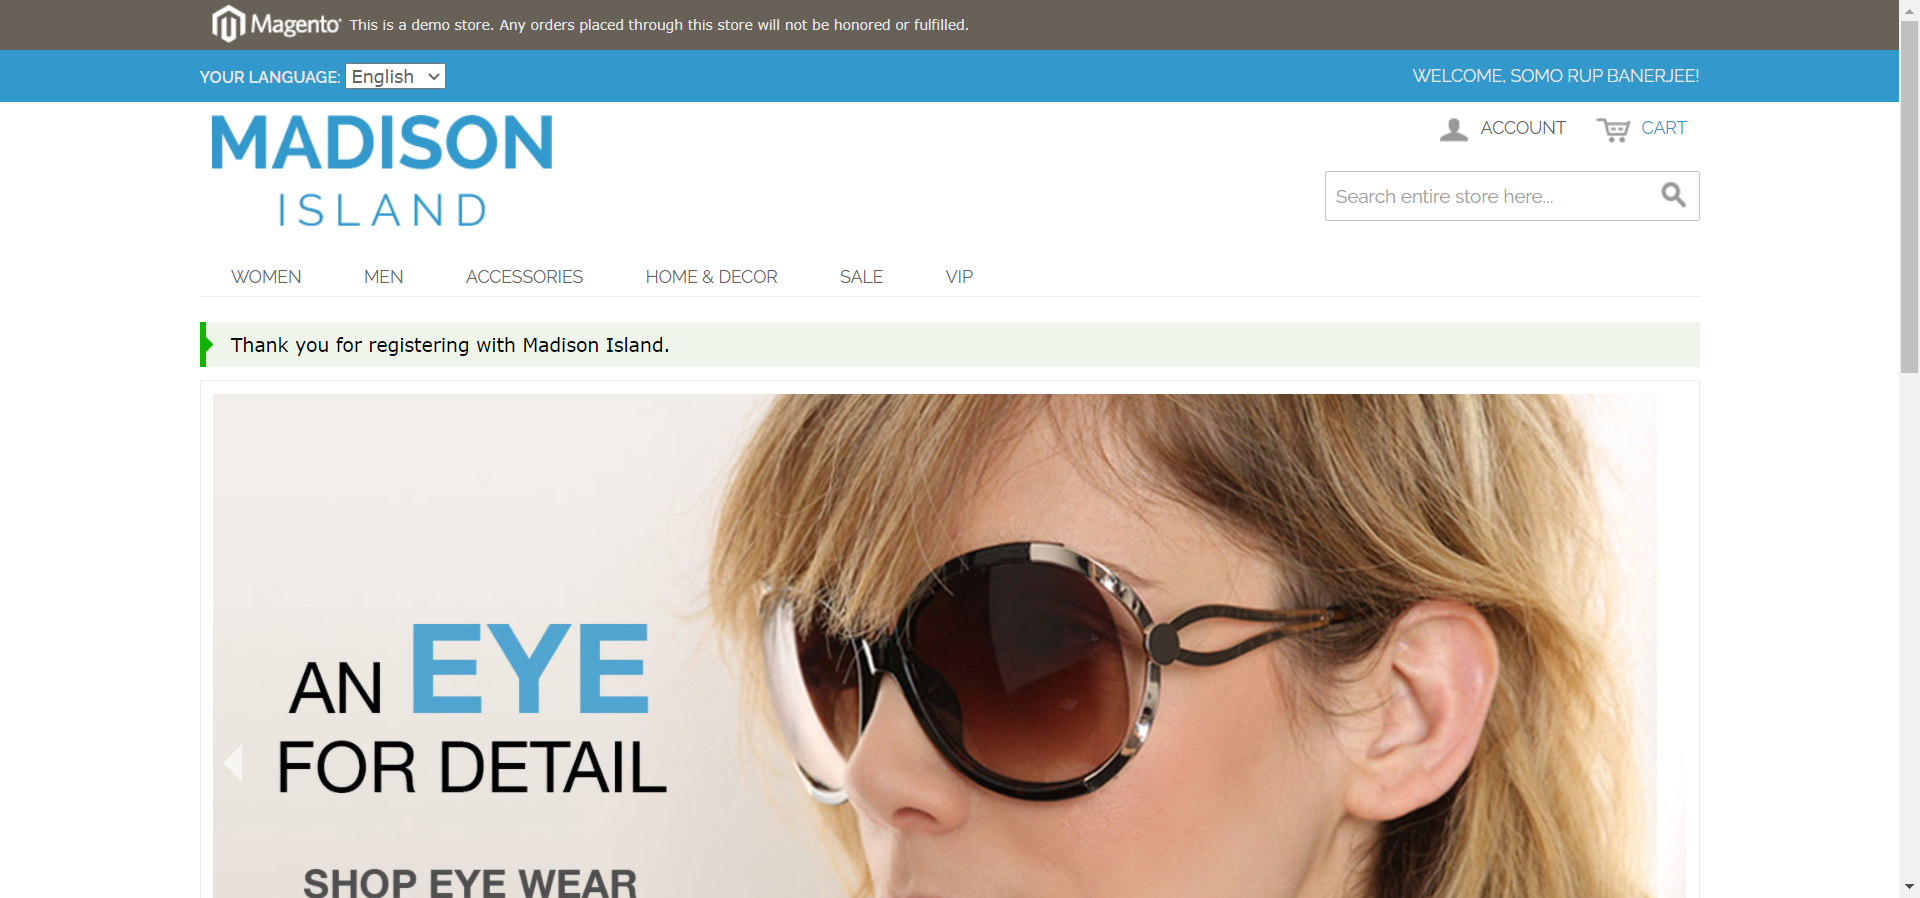 Magento This is a demo store. Any orders placed through this store will not be honored or fulfilled.
YOUR LANGUAGE: English
WELCOME, SOMO RUP BANERJEE!
MADISON
ISLAND
ACCOUNT CART
Search entire store here...
WOMEN MEN ACCESSORIES HOME & DECOR SALE VIP
Thank you for registering with Madison Island.
AN EYE
FOR DETAIL
SHOP EYE WEAR